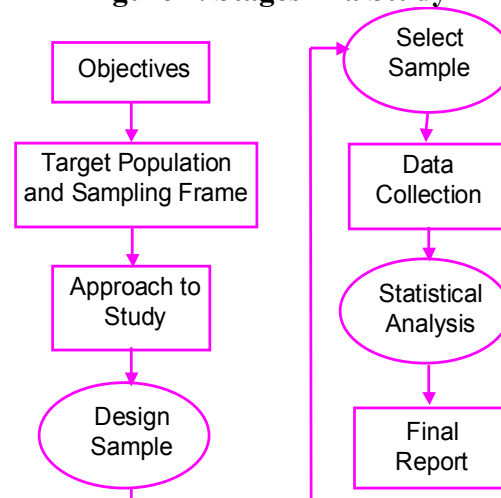 Objectives
Target Population
and Sampling Frame
Approach to
Study
Design
Sample
Select
Sample
Data
Collection
Statistical
Analysis
Final
Report